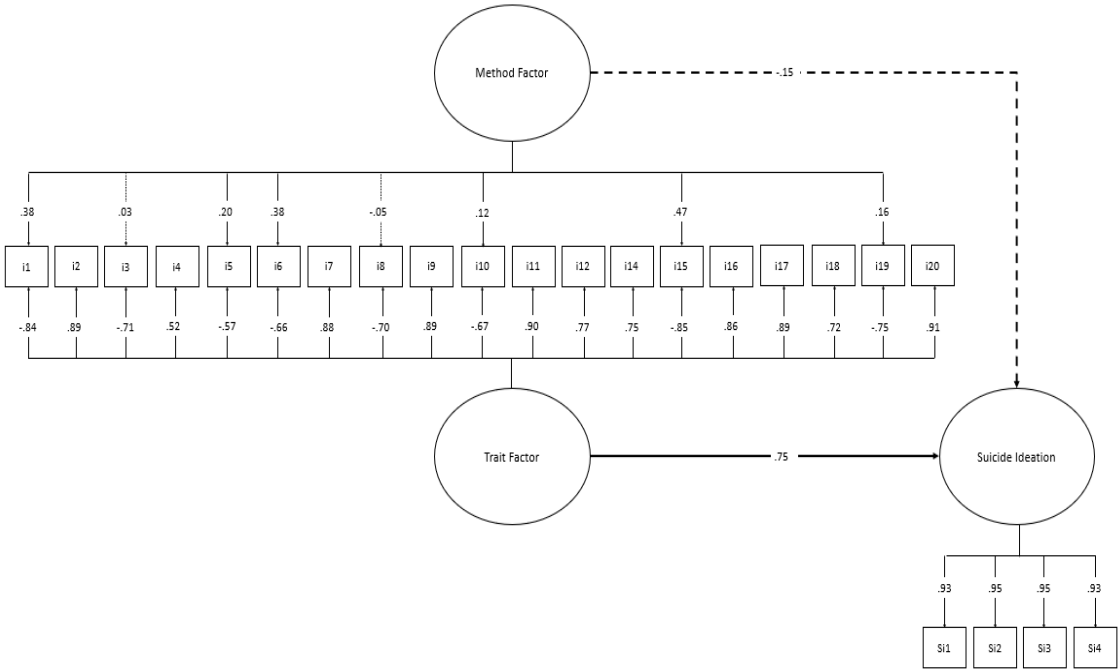 Method Factor
-.15
.38 .03 .20 .38 -.05 .12 .47 .16
i1 i2 i3 i4 i5 i6 i7 i8 i9 i10 i11 i12 i14 i15 i16 i17 i18 i19 i20
-.84 .89 -.71 .52 -.57 -.66 .88 -.70 .89 -.67 .90 .77 .75 -.85 .86 .89 .72 -.75 .91
Trait Factor
.75
Suicide Ideation
.93 .95 .95 .93
Si1 Si2 Si3 Si4